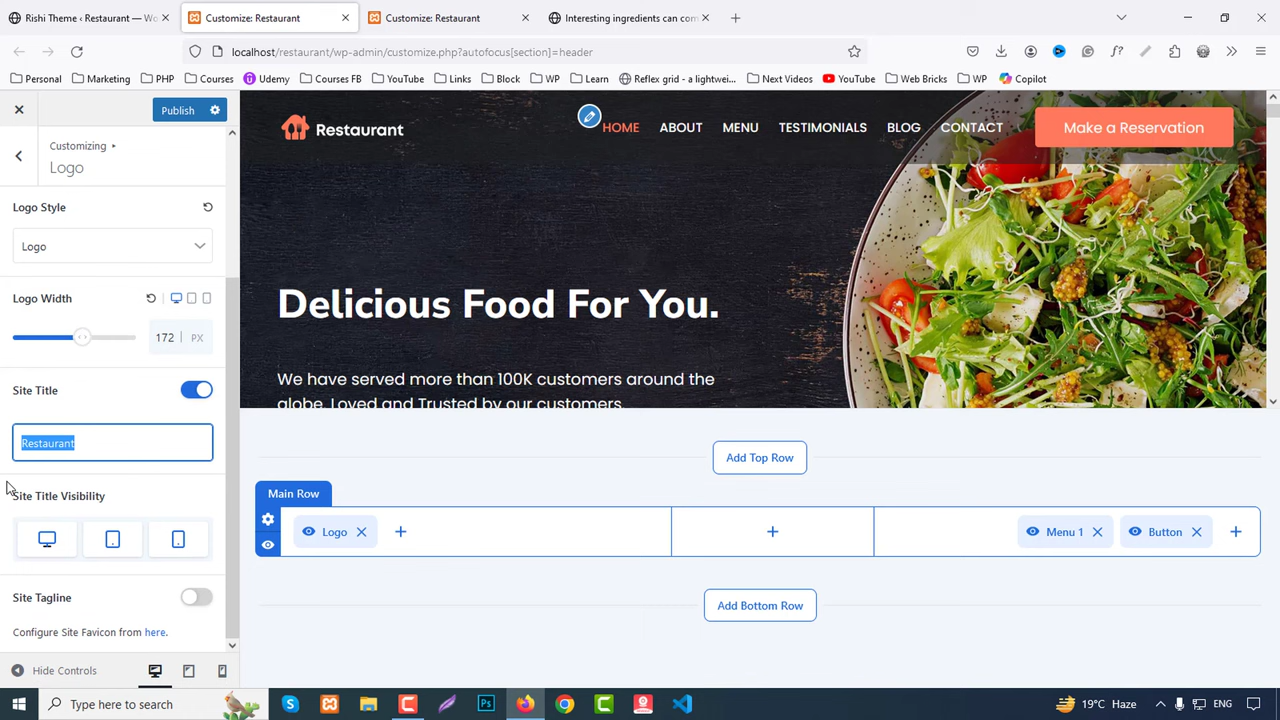 Rishi Theme ‹ Restaurant — Wo
Customize: Restaurant
Customize: Restaurant
Interesting ingredients can com
localhost/restaurant/wp-admin/customize.php?autofocus[section]=header
Personal
Marketing
PHP
Courses
Udemy
Courses FB
YouTube
Links
Block
WP
Learn
Reflex grid - a lightwei...
Next Videos
YouTube
Web Bricks
WP
Copilot
Publish
Customizing ▸
Logo
Restaurant
HOME
ABOUT
MENU
TESTIMONIALS
BLOG
CONTACT
Make a Reservation
Logo Style
Logo
Logo Width
172 PX
Site Title
Restaurant
Site Title Visibility
Site Tagline
Configure Site Favicon from here.
Hide Controls
Delicious Food For You.
We have served more than 100K customers around the
globe. Loved and Trusted by our customers
Add Top Row
Main Row
Logo
Menu 1
Button
Add Bottom Row
Type here to search
19°C Haze
ENG